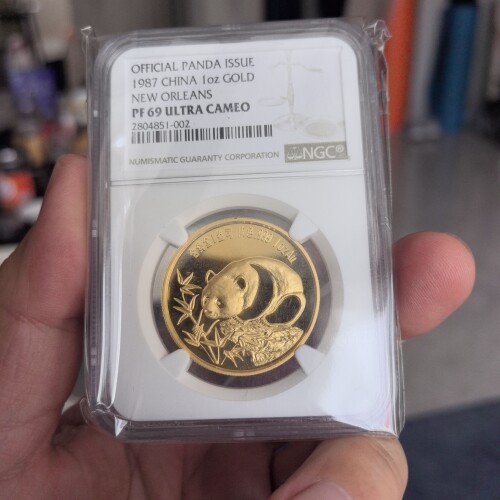 OFFICIAL PANDA ISSUE
1987 CHINA 1oz GOLD
NEW ORLEANS
PF 69 ULTRA CAMEO
2804851-002
NUMISMATIC GUARANTY CORPORATION
NGC®